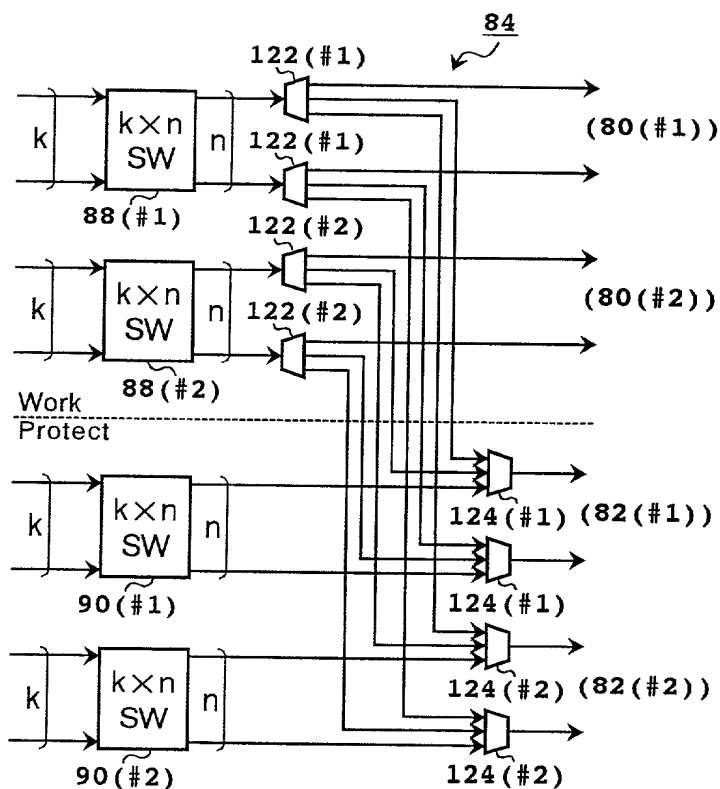 84
122(#1)
k
k×n
SW
n
(80(#1))
122(#1)
88(#1)
122(#2)
k
k×n
SW
n
(80(#2))
122(#2)
88(#2)
Work
Protect
k
k×n
SW
n
124(#1) (82(#1))
90(#1)
124(#1)
k
k×n
SW
n
124(#2) (82(#2))
90(#2)
124(#2)